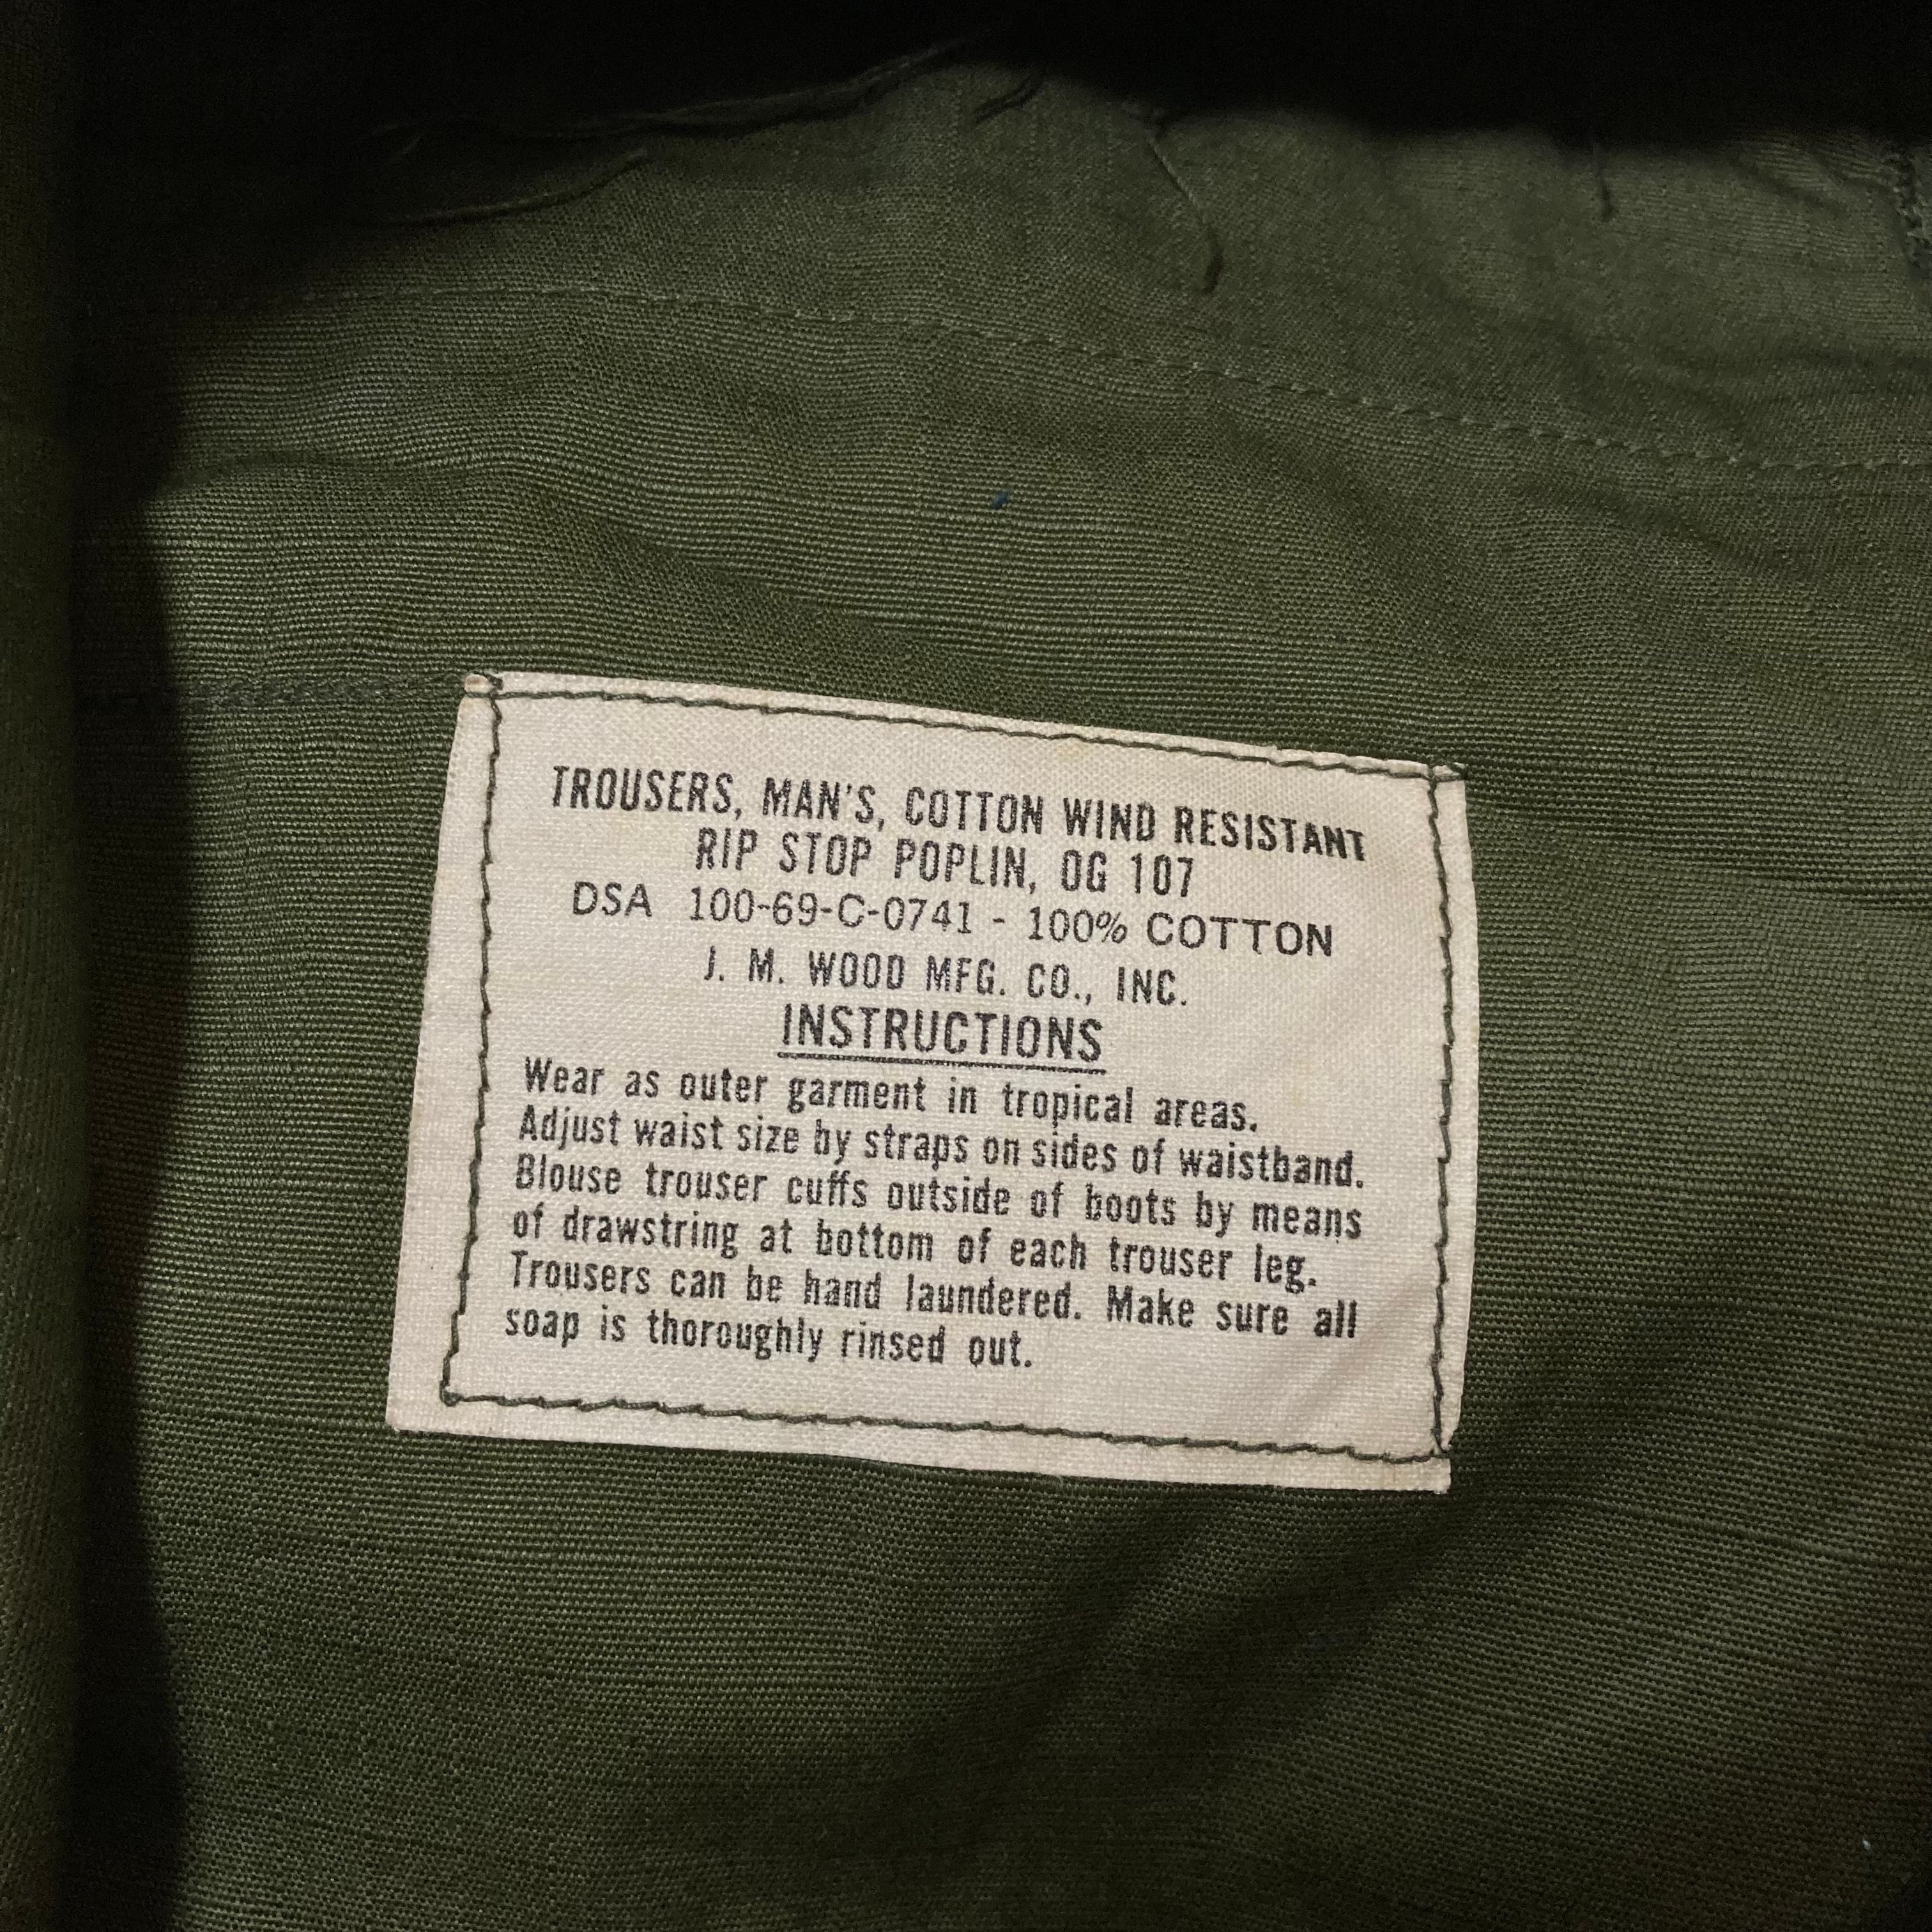 TROUSERS, MAN'S, COTTON WIND RESISTANT
RIP STOP POPLIN, OG 107
DSA 100-69-C-0741 - 100% COTTON
J. M. WOOD MFG. CO., INC.
INSTRUCTIONS
Wear as outer garment in tropical areas.
Adjust waist size by straps on sides of waistband.
Blouse trouser cuffs outside of boots by means
of drawstring at bottom of each trouser leg.
Trousers can be hand laundered. Make sure all
soap is thoroughly rinsed out.